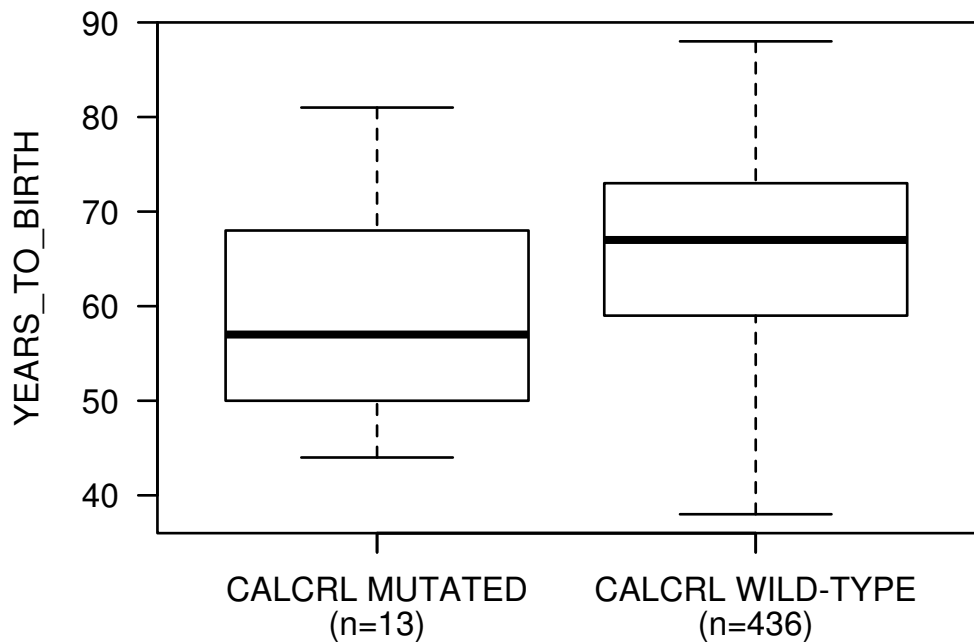 YEARS_TO_BIRTH
90
80
70
60
50
40
CALCRL MUTATED
(n=13)
CALCRL WILD-TYPE
(n=436)